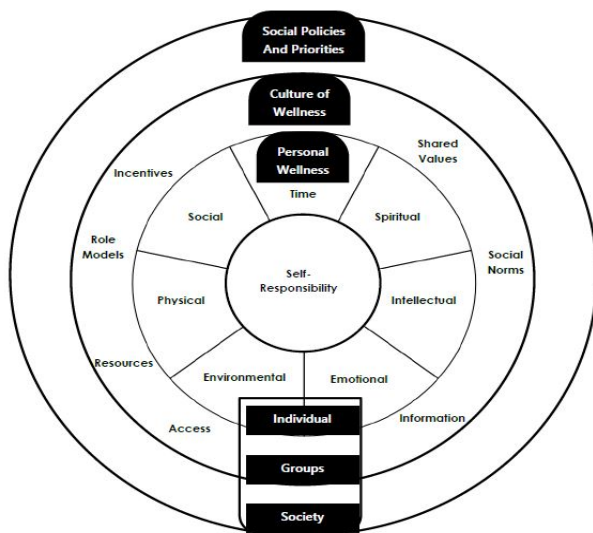 Social Policies
And Priorities
Culture of
Wellness
Personal
Wellness
Time
Shared
Values
Incentives
Social
Spiritual
Role
Models
Social
Norms
Self-
Responsibility
Physical
Intellectual
Resources
Environmental
Emotional
Access
Individual
Information
Groups
Society